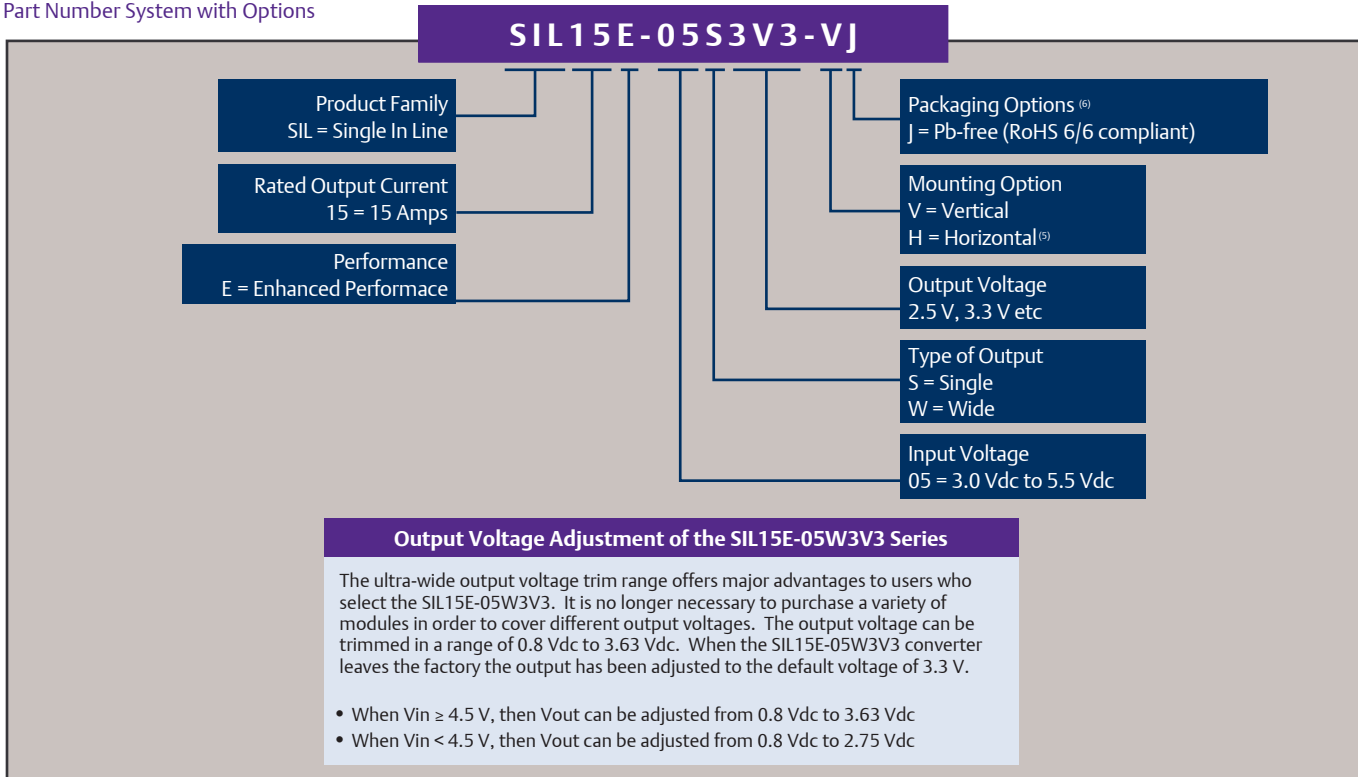 Part Number System with Options
SIL15E-05S3V3-VJ
Product Family
SIL = Single In Line
Rated Output Current
15 = 15 Amps
Performance
E = Enhanced Performace
Packaging Options (6)
J = Pb-free (RoHS 6/6 compliant)
Mounting Option
V = Vertical
H = Horizontal (5)
Output Voltage
2.5 V, 3.3 V etc
Type of Output
S = Single
W = Wide
Input Voltage
05 = 3.0 Vdc to 5.5 Vdc
Output Voltage Adjustment of the SIL15E-05W3V3 Series
The ultra-wide output voltage trim range offers major advantages to users who
select the SIL15E-05W3V3. It is no longer necessary to purchase a variety of
modules in order to cover different output voltages. The output voltage can be
trimmed in a range of 0.8 Vdc to 3.63 Vdc. When the SIL15E-05W3V3 converter
leaves the factory the output has been adjusted to the default voltage of 3.3 V.
• When Vin ≥ 4.5 V, then Vout can be adjusted from 0.8 Vdc to 3.63 Vdc
• When Vin < 4.5 V, then Vout can be adjusted from 0.8 Vdc to 2.75 Vdc